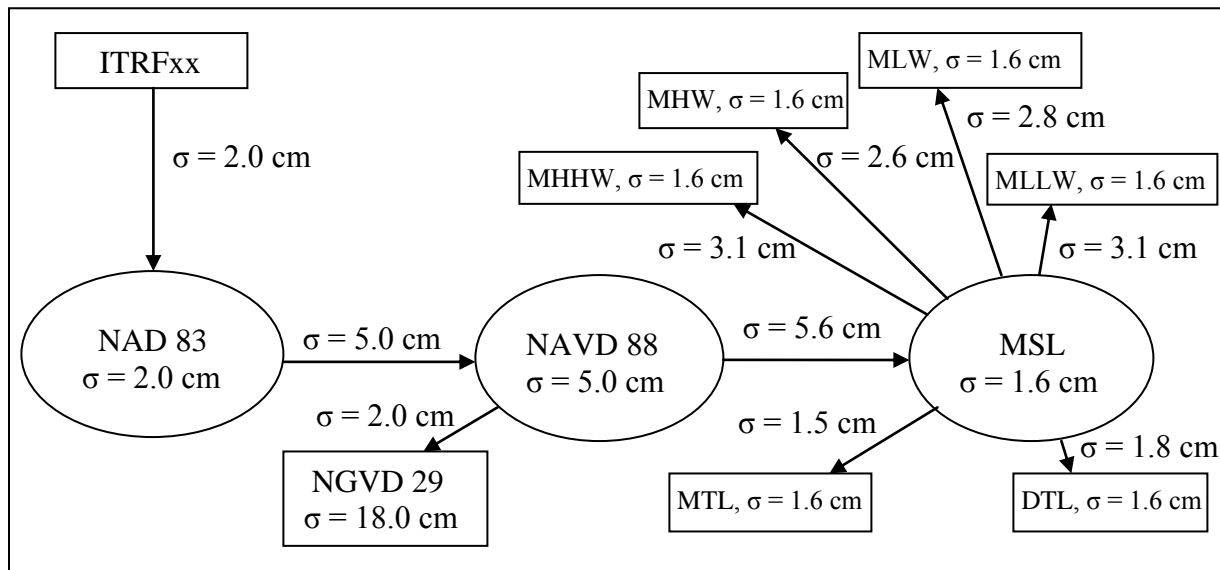 ITRFxx
σ = 2.0 cm
NAD 83
σ = 2.0 cm
σ = 5.0 cm
NAVD 88
σ = 5.0 cm
σ = 2.0 cm
NGVD 29
σ = 18.0 cm
σ = 5.6 cm
MSL
σ = 1.6 cm
MHHW, σ = 1.6 cm
σ = 3.1 cm
MHW, σ = 1.6 cm
σ = 2.6 cm
MLW, σ = 1.6 cm
σ = 2.8 cm
MLLW, σ = 1.6 cm
σ = 3.1 cm
σ = 1.5 cm
MTL, σ = 1.6 cm
σ = 1.8 cm
DTL, σ = 1.6 cm